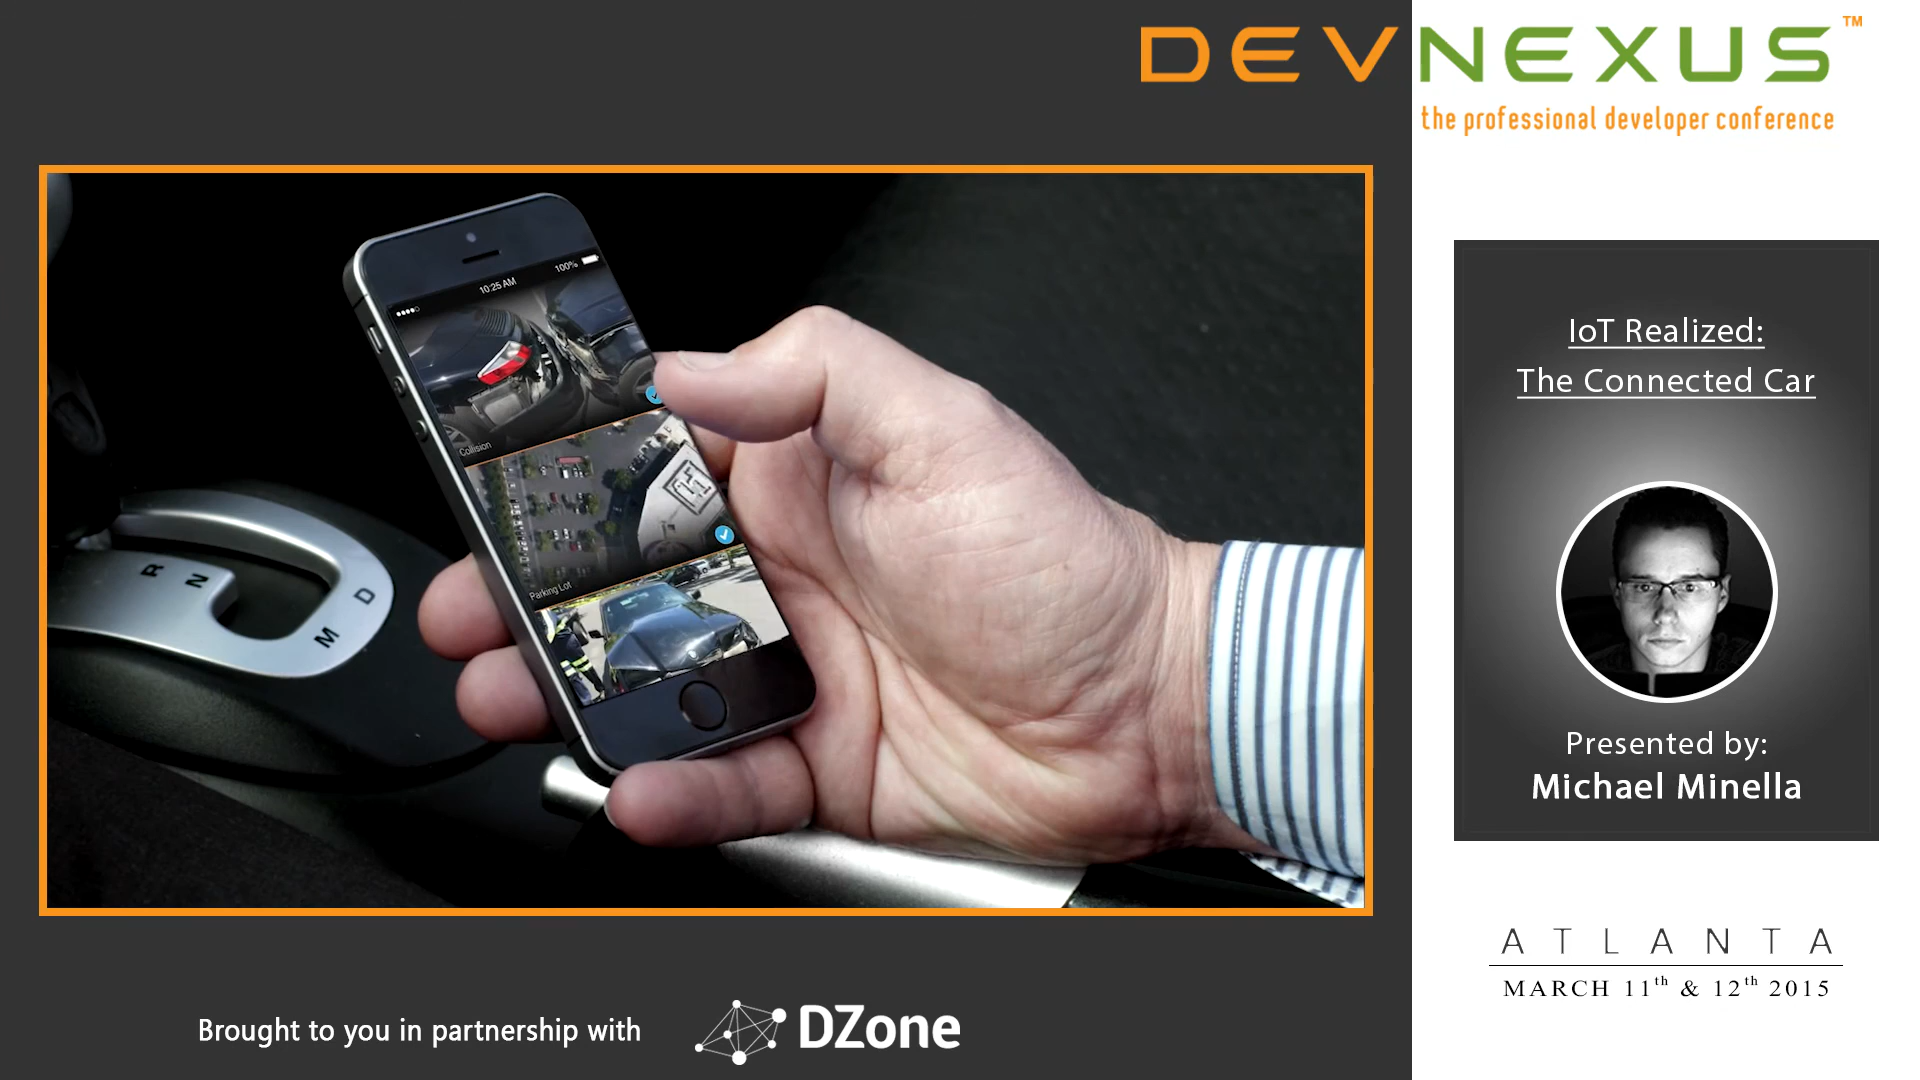 DEVNEXUS™
the professional developer conference
10:25 AM
100%
Collision
Parking Lot
R
N
D
M
IoT Realized:
The Connected Car
Presented by:
Michael Minella
ATLANTA
MARCH 11th & 12th 2015
Brought to you in partnership with
DZone